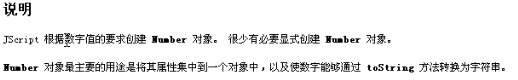 说明
JScript 根据数字值的要求创建 Number 对象。 很少有必要显式创建 Number 对象。
Number 对象最主要的用途是将其属性集中到一个对象中，以及使数字能够通过 toString 方法转换为字符串。